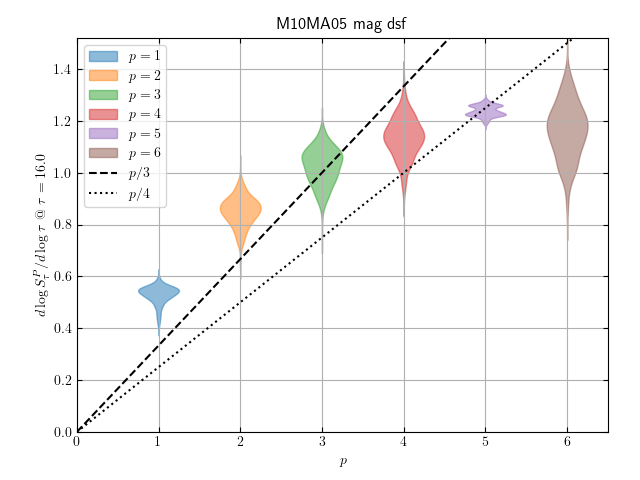 M10MA05 mag dsf
d log S_τ^P / d log τ @ τ = 16.0
1.4
1.2
1.0
0.8
0.6
0.4
0.2
0.0
p = 1
p = 2
p = 3
p = 4
p = 5
p = 6
p/3
p/4
0 1 2 3 4 5 6
p